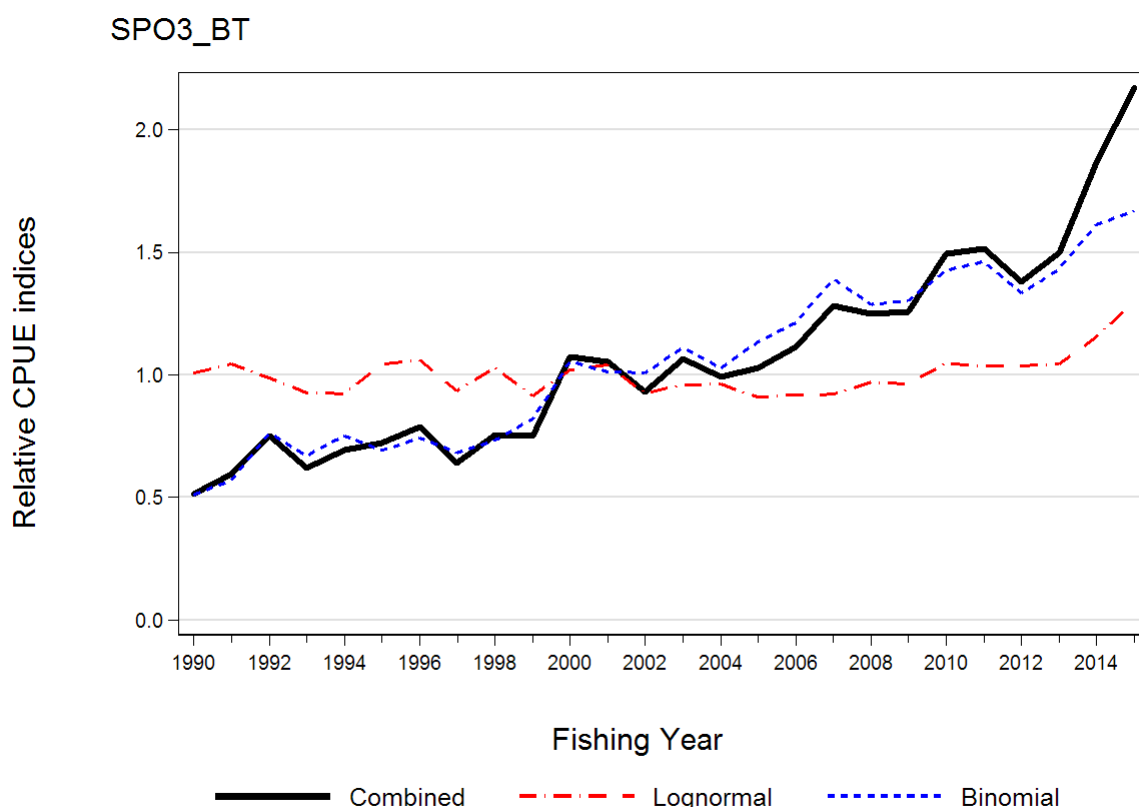 SPO3_BT
Relative CPUE indices
2.0
1.5
1.0
0.5
0.0
1990 1992 1994 1996 1998 2000 2002 2004 2006 2008 2010 2012 2014
Fishing Year
Combined Lognormal Binomial